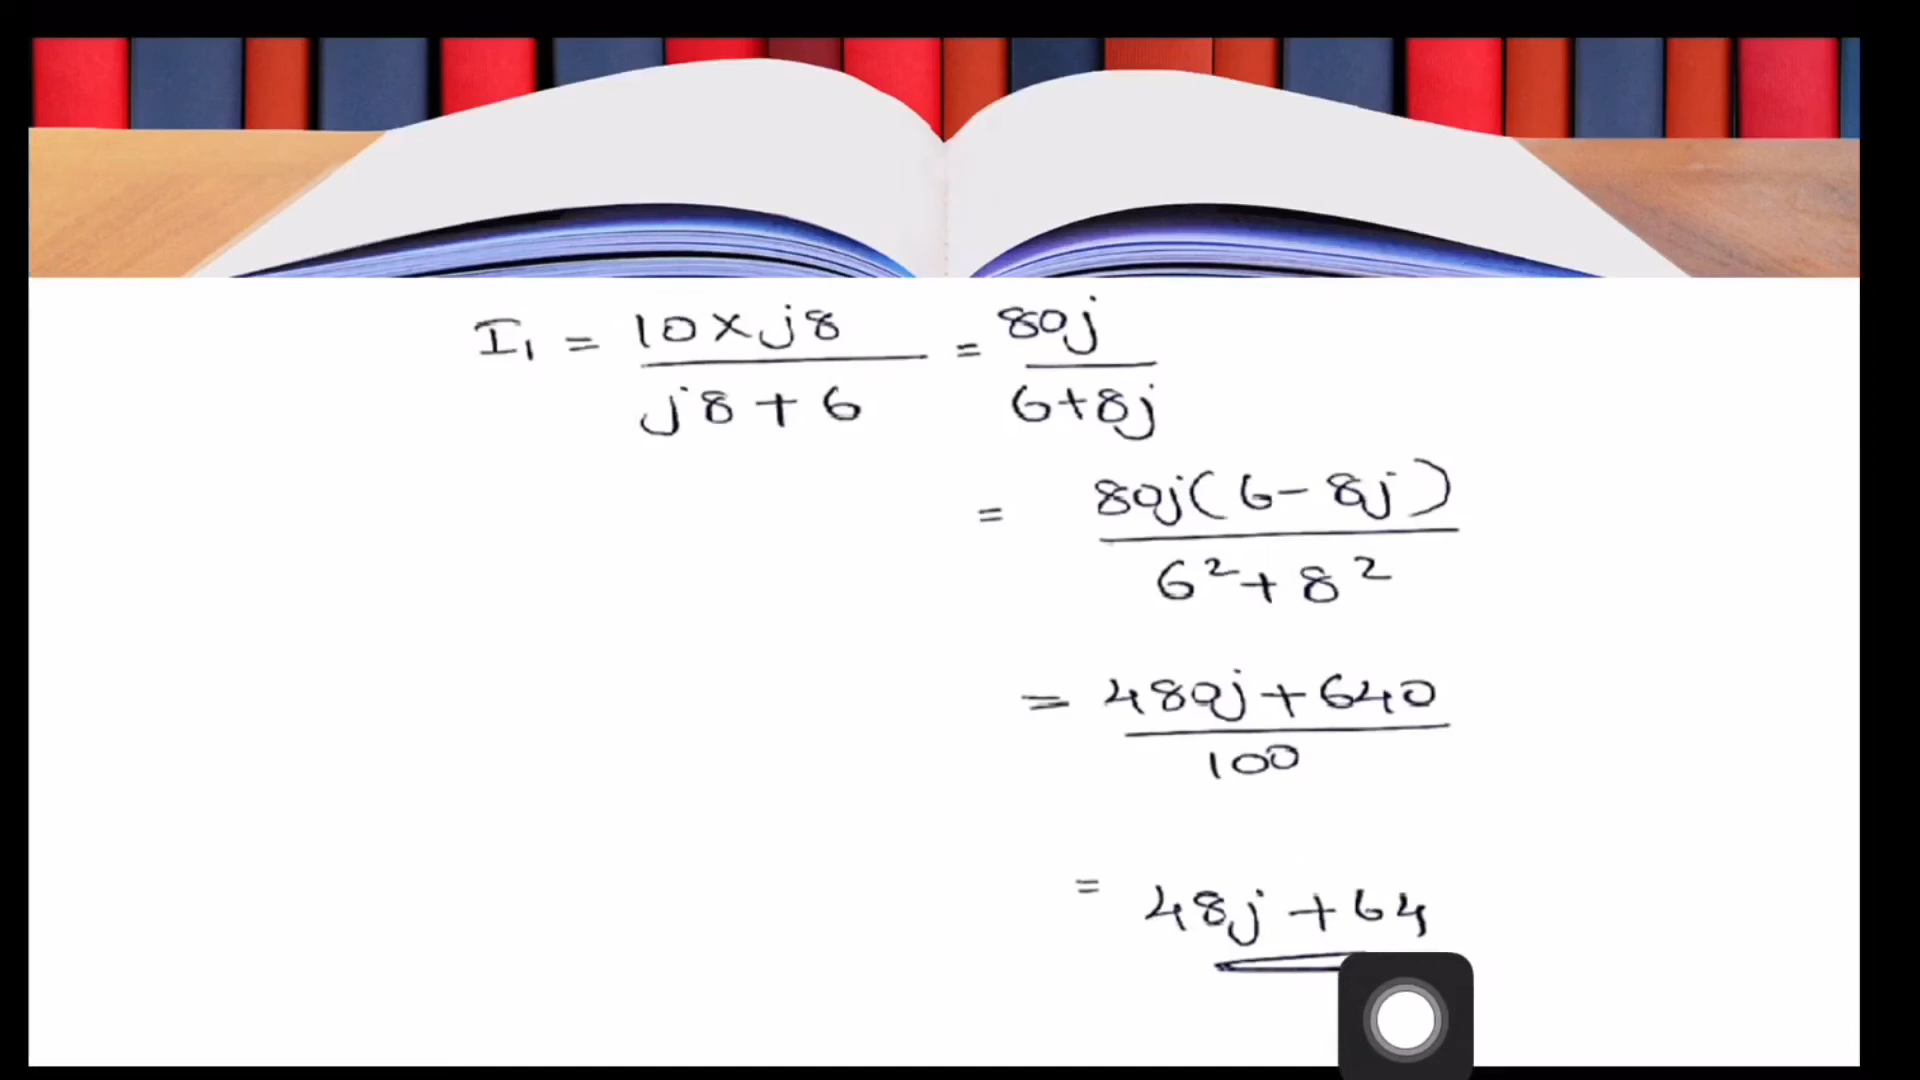 I₁ = 10×j8 / j8+6 = 80j / 6+8j
= 80j(6-8j) / 6²+8²
= 480j+640 / 100
= 48j+64